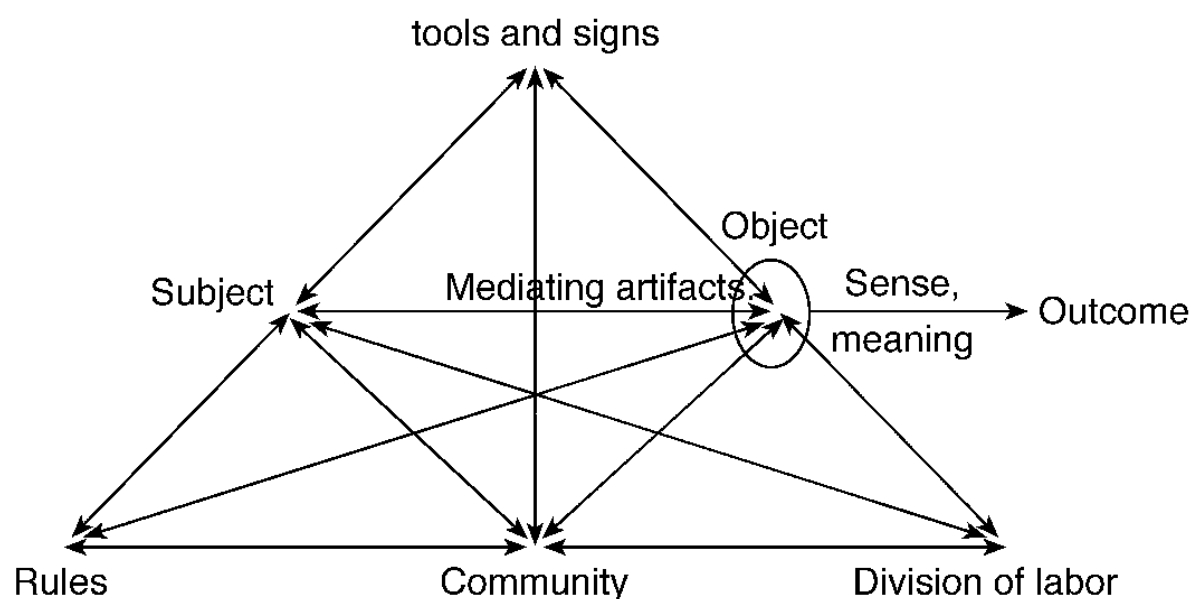 tools and signs
Object
Subject
Mediating artifacts.
Sense,
meaning
Outcome
Rules
Community
Division of labor